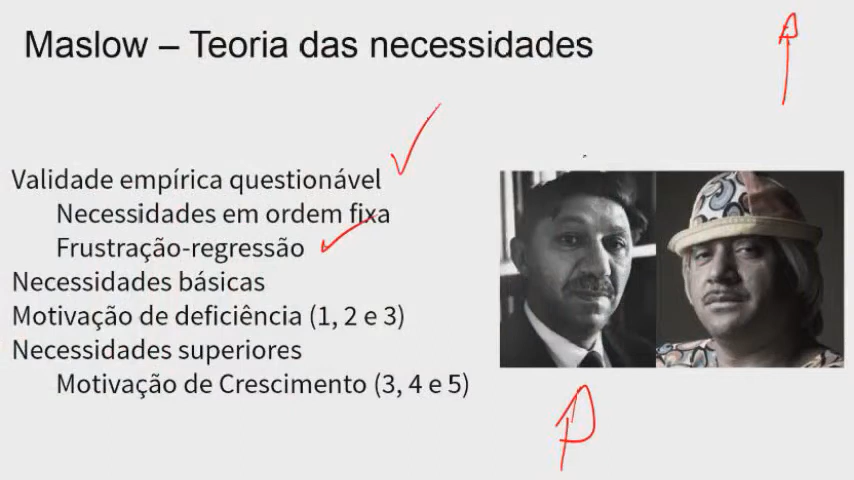 Maslow – Teoria das necessidades
Validade empírica questionável
Necessidades em ordem fixa
Frustração-regressão
Necessidades básicas
Motivação de deficiência (1, 2 e 3)
Necessidades superiores
Motivação de Crescimento (3, 4 e 5)